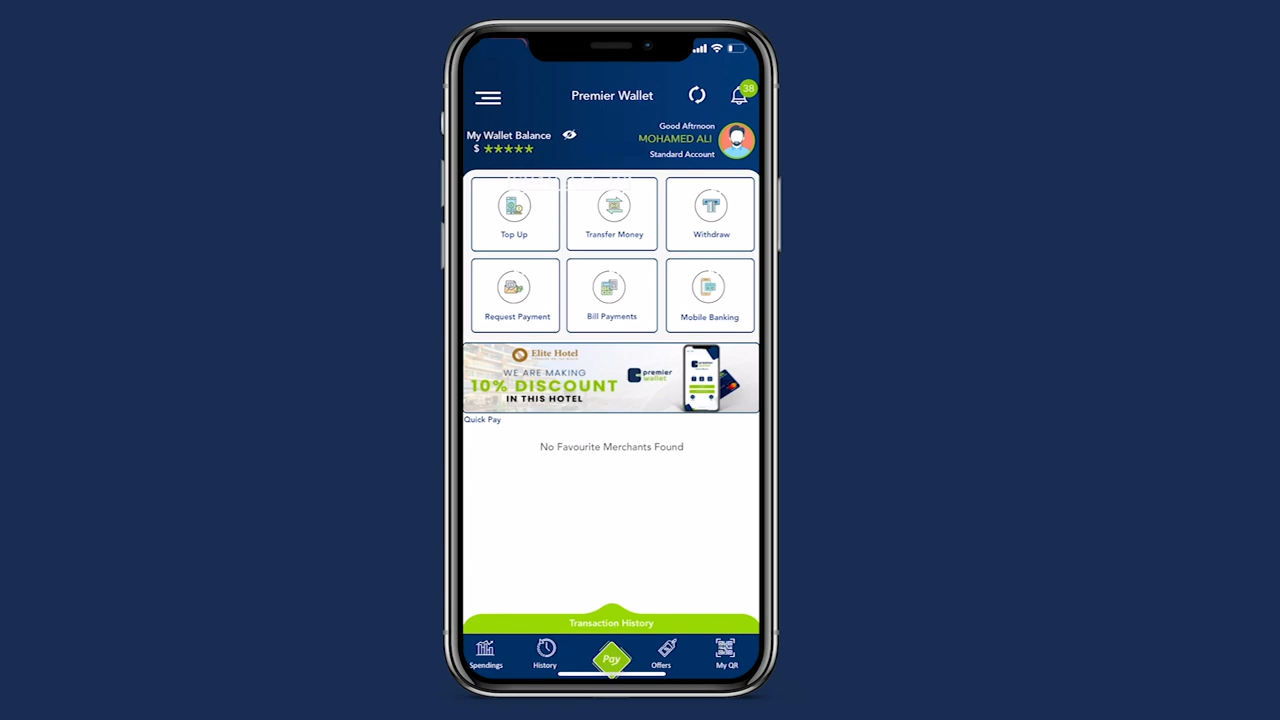 Premier Wallet
38
Good Aftrnoon
My Wallet Balance
MOHAMED ALI
$ *****
Standard Account
Top Up
Transfer Money
Withdraw
Request Payment
Bill Payments
Mobile Banking
Elite Hotel
WE ARE MAKING
10% DISCOUNT
IN THIS HOTEL
premier
wallet
Quick Pay
No Favourite Merchants Found
Transaction History
Pay
Spendings
History
Offers
My QR